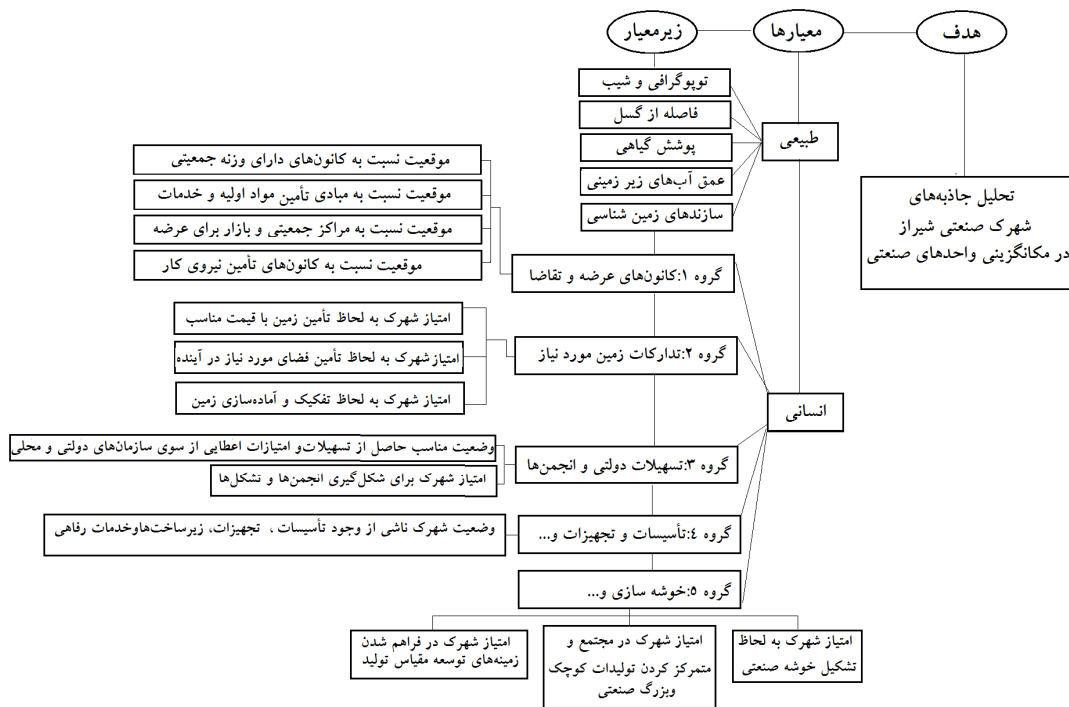 هدف
معیارها
زیرمعیار
تحلیل جاذبه‌های
شهرک صنعتی شیراز
در مکانگزینی واحدهای صنعتی
طبیعی
توپوگرافی و شیب
فاصله از گسل
پوشش گیاهی
عمق آب‌های زیر زمینی
سازندهای زمین شناسی
انسانی
گروه ۱:کانون‌های عرضه و تقاضا
موقعیت نسبت به کانون‌های دارای وزنه جمعیتی
موقعیت نسبت به مبادی تأمین مواد اولیه و خدمات
موقعیت نسبت به مراکز جمعیتی و بازار برای عرضه
موقعیت نسبت به کانون‌های تأمین نیروی کار
گروه ۲:تدارکات زمین مورد نیاز
امتیاز شهرک به لحاظ تأمین زمین با قیمت مناسب
امتیاز شهرک به لحاظ تأمین فضای مورد نیاز در آینده
امتیاز شهرک به لحاظ تفکیک و آماده‌سازی زمین
گروه ۳:تسهیلات دولتی و انجمن‌ها
وضعیت مناسب حاصل از تسهیلات‌و امتیازات اعطایی از سوی سازمان‌های دولتی و محلی
امتیاز شهرک برای شکل‌گیری انجمن‌ها و تشکل‌ها
گروه ٤:تأسیسات و تجهیزات و...
وضعیت شهرک ناشی از وجود تأسیسات ، تجهیزات، زیرساخت‌هاوخدمات رفاهی
گروه ۵:خوشه سازی و...
امتیاز شهرک به لحاظ
تشکیل خوشه صنعتی
امتیاز شهرک در مجتمع و
متمرکز کردن تولیدات کوچک
وبزرگ صنعتی
امتیاز شهرک در فراهم شدن
زمینه‌های توسعه مقیاس تولید